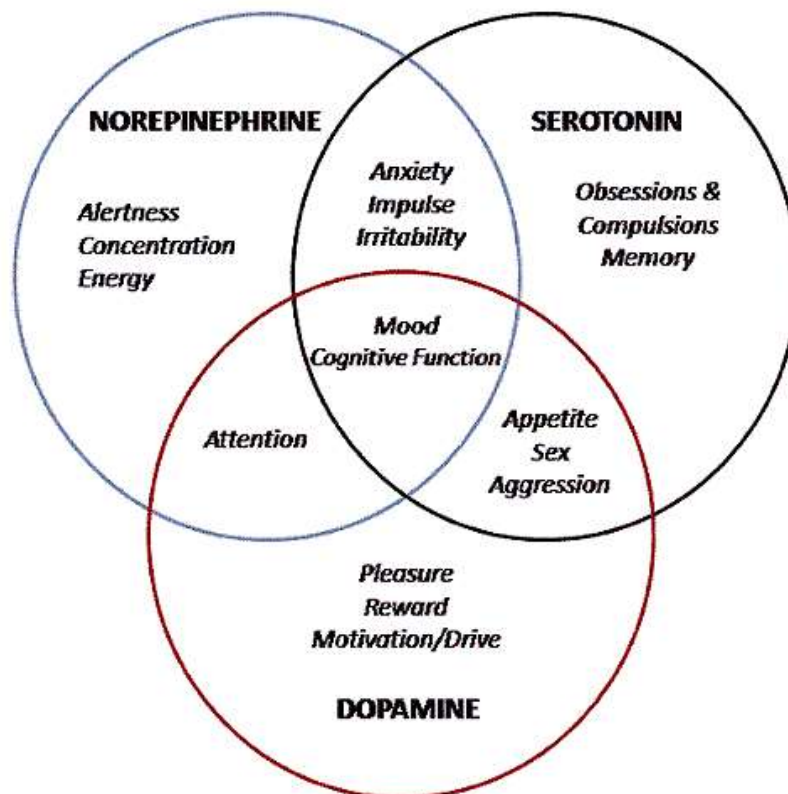 NOREPINEPHRINE
SEROTONIN
Alertness
Concentration
Energy
Anxiety
Impulse
Irritability
Obsessions &
Compulsions
Memory
Mood
Cognitive Function
Attention
Appetite
Sex
Aggression
Pleasure
Reward
Motivation/Drive
DOPAMINE